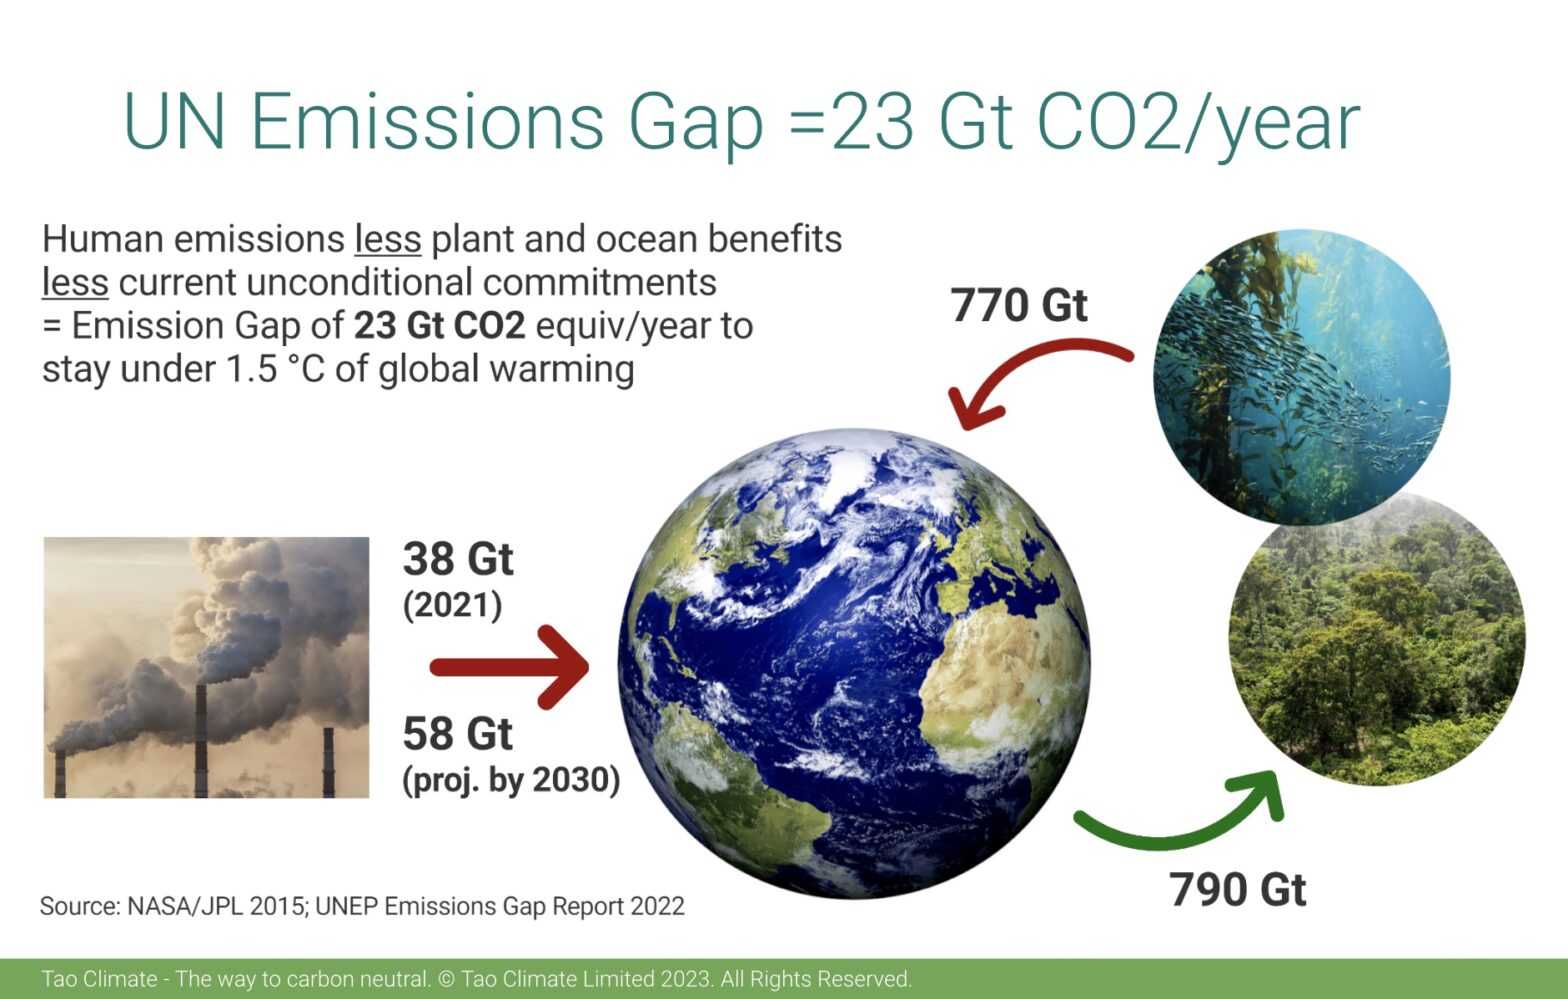 UN Emissions Gap =23 Gt CO2/year
Human emissions less plant and ocean benefits
less current unconditional commitments
= Emission Gap of 23 Gt CO2 equiv/year to
stay under 1.5 °C of global warming
770 Gt
38 Gt
(2021)
58 Gt
(proj. by 2030)
790 Gt
Source: NASA/JPL 2015; UNEP Emissions Gap Report 2022
Tao Climate - The way to carbon neutral. © Tao Climate Limited 2023. All Rights Reserved.